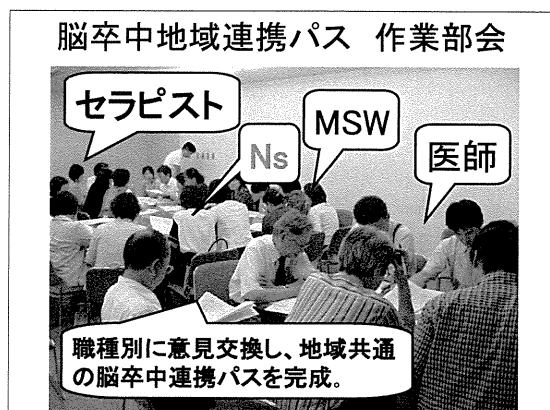 脳卒中地域連携パス 作業部会
セラピスト
Ns
MSW
医師
職種別に意見交換し、地域共通
の脳卒中連携パスを完成。